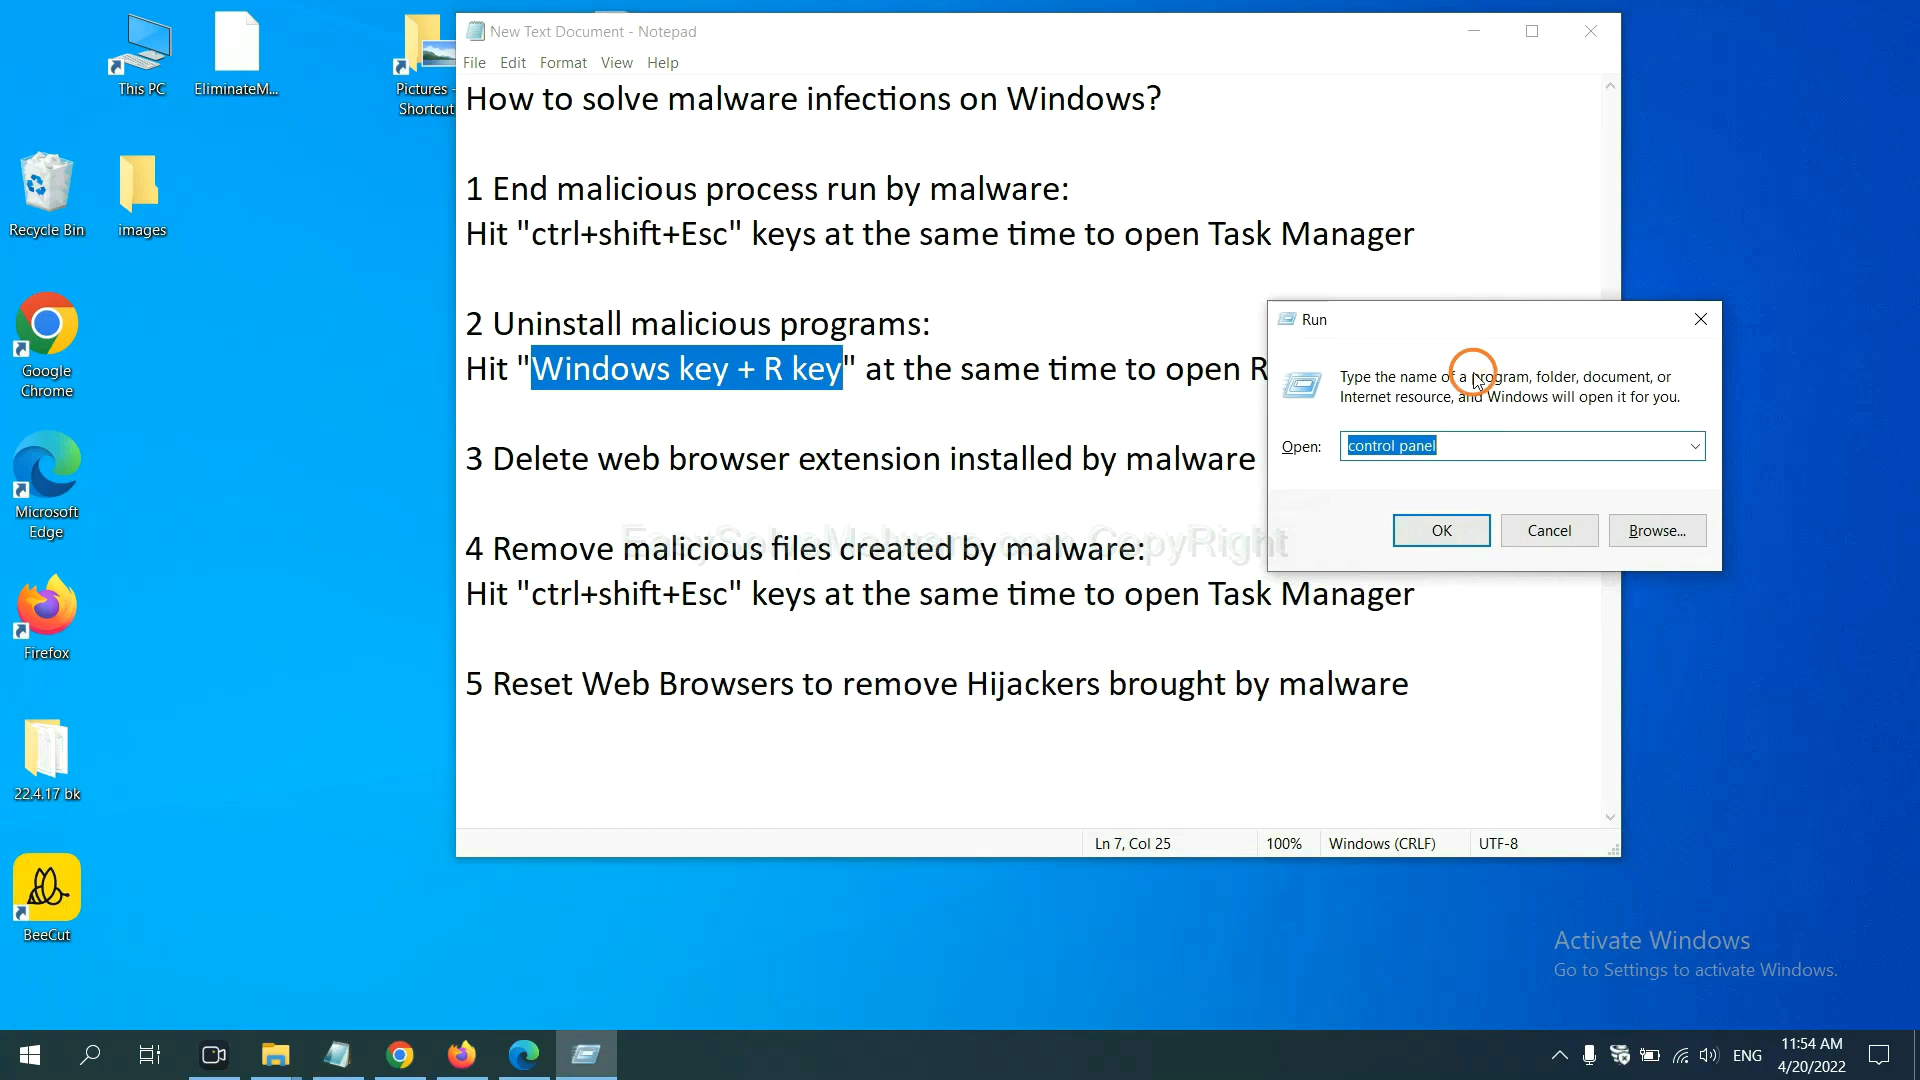 This PC
EliminateM...
Pictures -
Shortcut
Recycle Bin
images
Google
Chrome
Microsoft
Edge
Firefox
22.4.17 bk
BeeCut
New Text Document - Notepad
File Edit Format View Help
How to solve malware infections on Windows?
1 End malicious process run by malware:
Hit "ctrl+shift+Esc" keys at the same time to open Task Manager
2 Uninstall malicious programs:
Hit "Windows key + R key" at the same time to open R
3 Delete web browser extension installed by malware
4 Remove malicious files created by malware:
Hit "ctrl+shift+Esc" keys at the same time to open Task Manager
5 Reset Web Browsers to remove Hijackers brought by malware
EasySolveMalware.com CopyRight
Ln 7, Col 25
100%
Windows (CRLF)
UTF-8
Run
Type the name of a program, folder, document, or
Internet resource, and Windows will open it for you.
Open: control panel
OK Cancel Browse...
Activate Windows
Go to Settings to activate Windows.
ENG
11:54 AM
4/20/2022